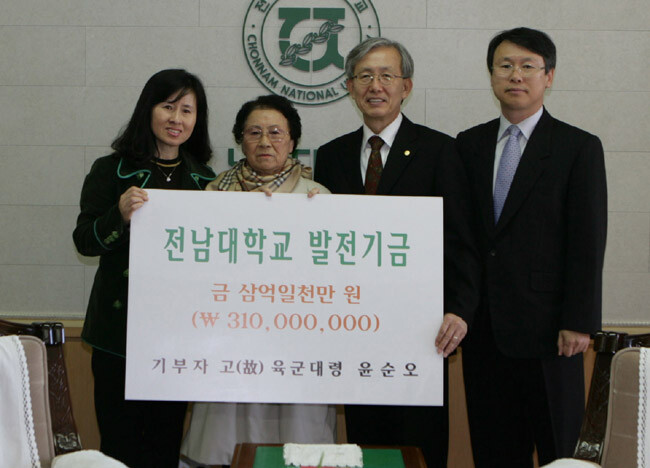 CHONNAM NATIONAL
전남대학교 발전기금
금 삼억일천만 원
(₩ 310,000,000)
기부자 고(故) 육군대령 윤순오